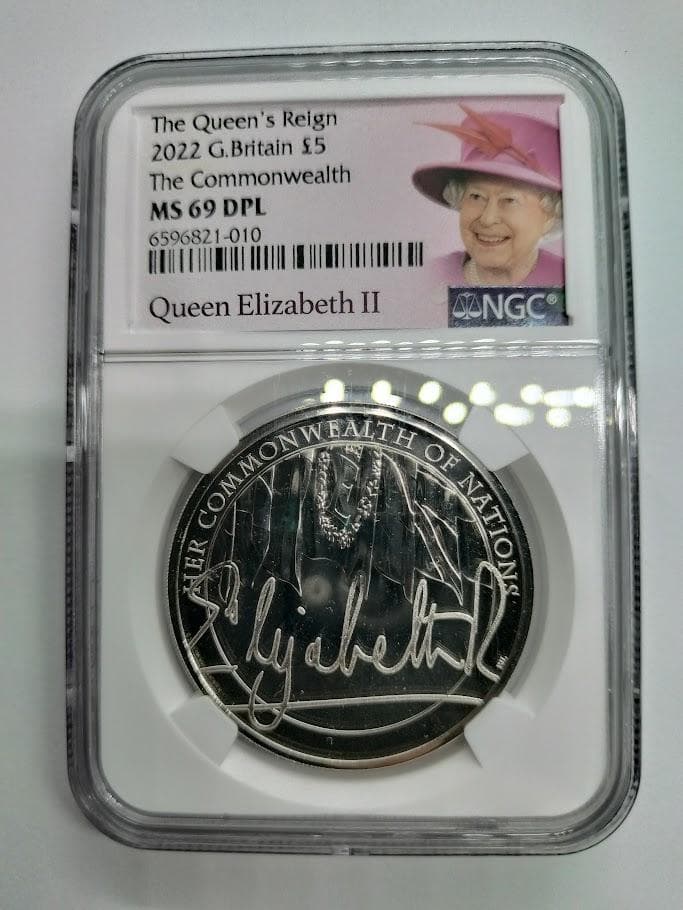 The Queen's Reign
2022 G.Britain £5
The Commonwealth
MS 69 DPL
6596821-010
Queen Elizabeth II
NGC®
HER COMMONWEALTH OF NATIONS
Elizabeth R